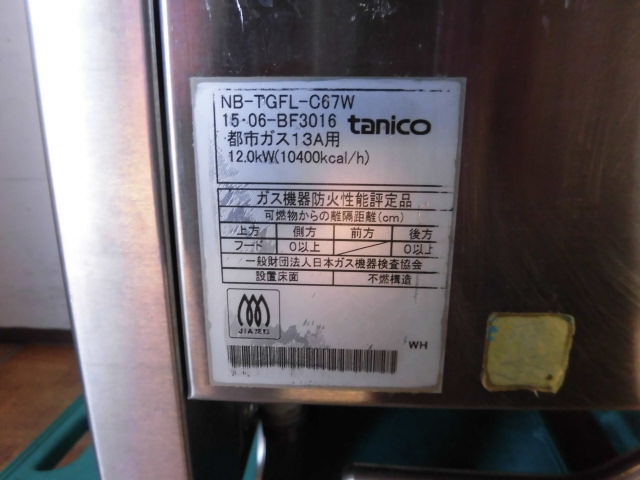 NB-TGFL-C67W
15·06-BF3016 tanico
都市ガス13A用
12.0kW(10400kcal/h)
ガス機器防火性能評定品
可燃物からの離隔距離(cm)
上方 側方 前方 後方
フード 0以上 0以上
一般財団法人日本ガス機器検査協会
設置床面 不燃構造
JIA
WH